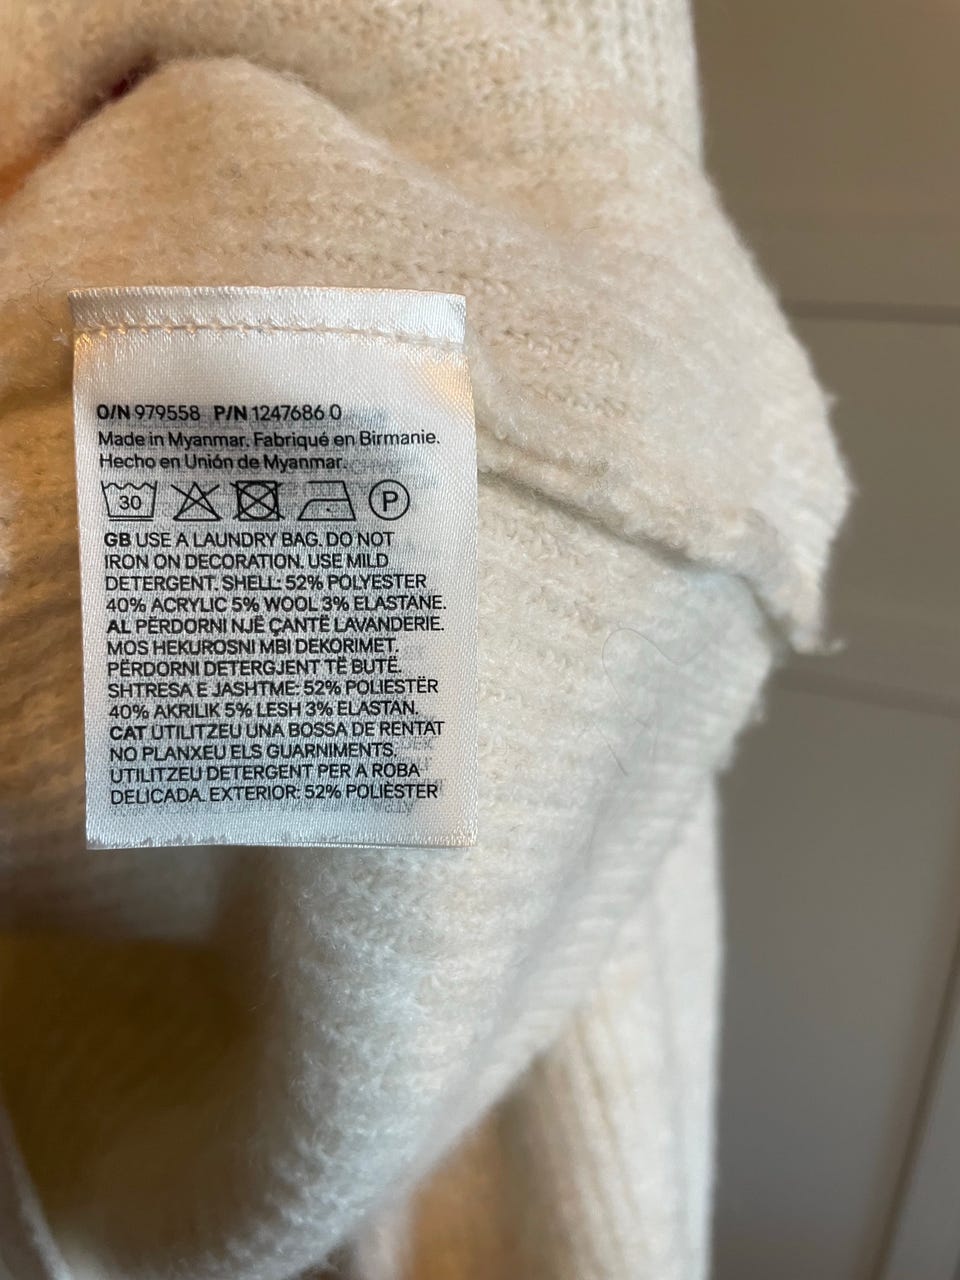 O/N 979558 P/N 1247686 0
Made in Myanmar. Fabriqué en Birmanie.
Hecho en Unión de Myanmar.
30 P
GB USE A LAUNDRY BAG. DO NOT
IRON ON DECORATION. USE MILD
DETERGENT. SHELL: 52% POLYESTER
40% ACRYLIC 5% WOOL 3% ELASTANE.
AL PËRDORNI NJË ÇANTË LAVANDERIE.
MOS HEKUROSNI MBI DEKORIMET.
PËRDORNI DETERGJENT TË BUTË.
SHTRESA E JASHTME: 52% POLIESTËR
40% AKRILIK 5% LESH 3% ELASTAN.
CAT UTILITZEU UNA BOSSA DE RENTAT
NO PLANXEU ELS GUARNIMENTS.
UTILITZEU DETERGENT PER A ROBA
DELICADA. EXTERIOR: 52% POLIÈSTER